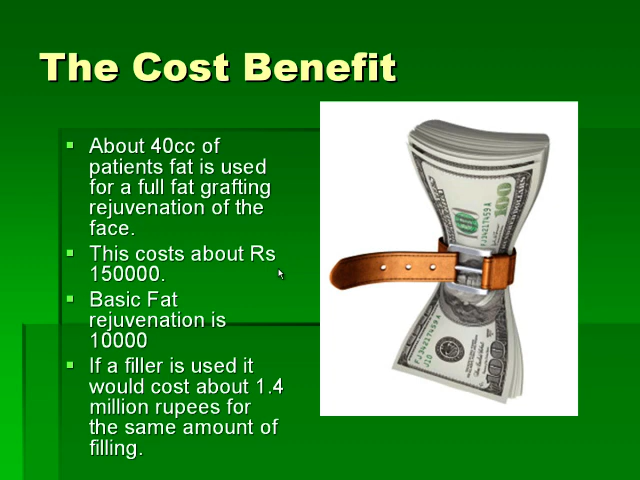 The Cost Benefit
About 40cc of
patients fat is used
for a full fat grafting
rejuvenation of the
face.
This costs about Rs
150000.
Basic Fat
rejuvenation is
10000
If a filler is used it
would cost about 1.4
million rupees for
the same amount of
filling.
100
100